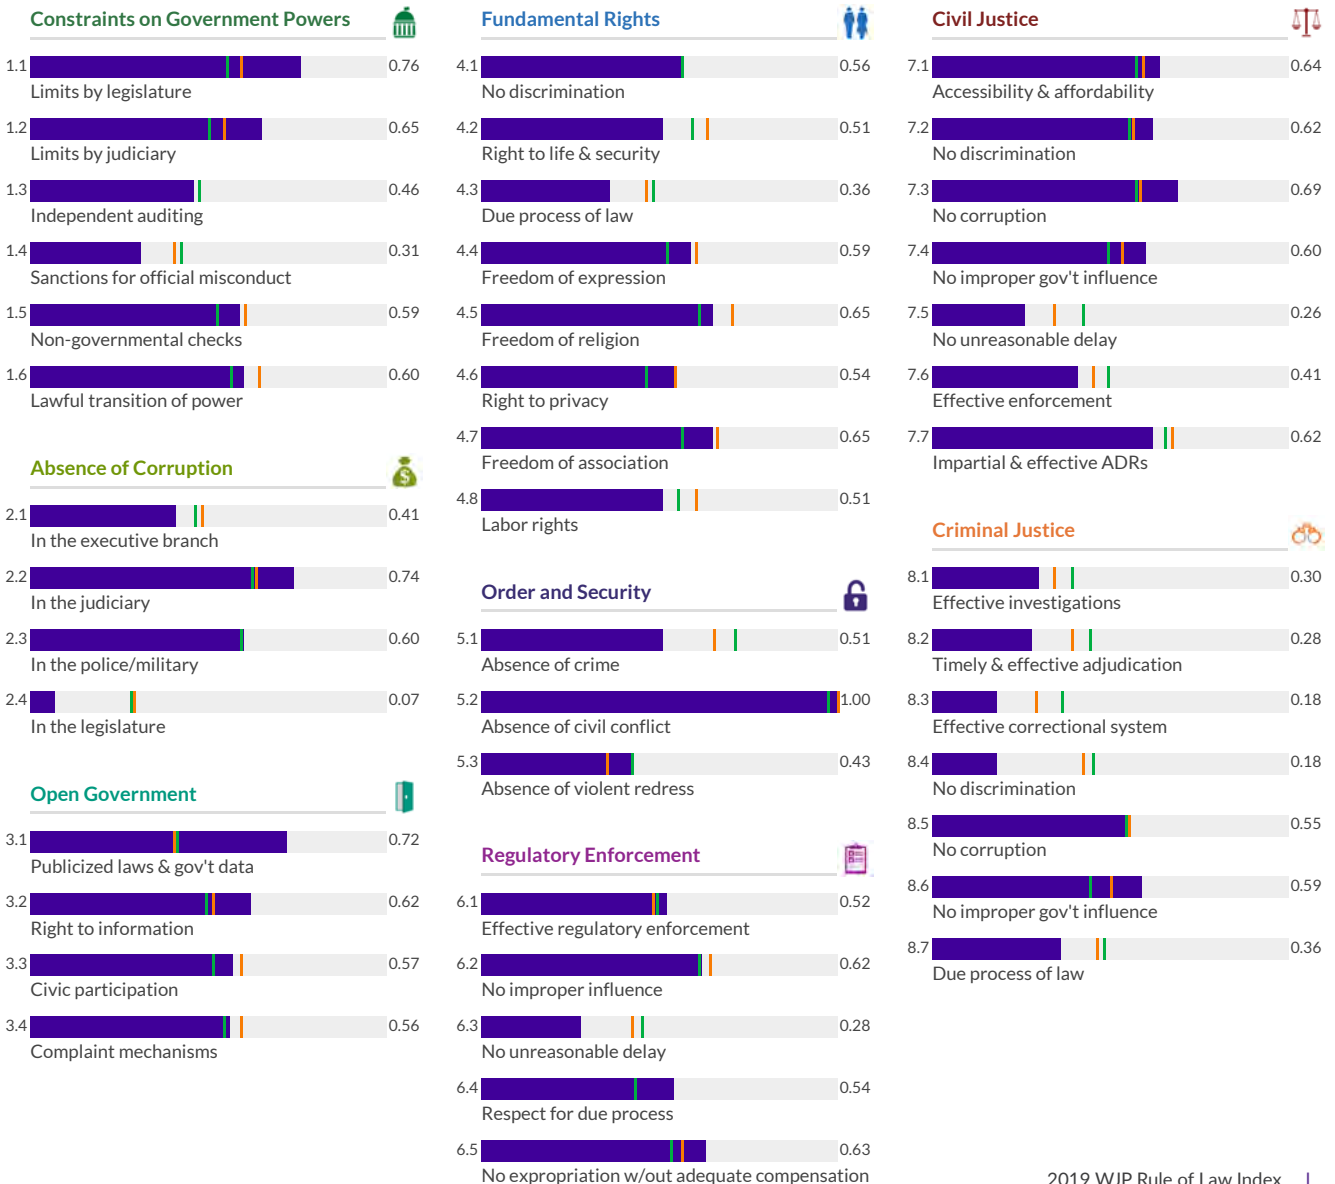 Constraints on Government Powers
1.1 0.76
Limits by legislature
1.2 0.65
Limits by judiciary
1.3 0.46
Independent auditing
1.4 0.31
Sanctions for official misconduct
1.5 0.59
Non-governmental checks
1.6 0.60
Lawful transition of power
Absence of Corruption
$
2.1 0.41
In the executive branch
2.2 0.74
In the judiciary
2.3 0.60
In the police/military
2.4 0.07
In the legislature
Open Government
3.1 0.72
Publicized laws & gov't data
3.2 0.62
Right to information
3.3 0.57
Civic participation
3.4 0.56
Complaint mechanisms
Fundamental Rights
4.1 0.56
No discrimination
4.2 0.51
Right to life & security
4.3 0.36
Due process of law
4.4 0.59
Freedom of expression
4.5 0.65
Freedom of religion
4.6 0.54
Right to privacy
4.7 0.65
Freedom of association
4.8 0.51
Labor rights
Order and Security
5.1 0.51
Absence of crime
5.2 1.00
Absence of civil conflict
5.3 0.43
Absence of violent redress
Regulatory Enforcement
6.1 0.52
Effective regulatory enforcement
6.2 0.62
No improper influence
6.3 0.28
No unreasonable delay
6.4 0.54
Respect for due process
6.5 0.63
No expropriation w/out adequate compensation
Civil Justice
7.1 0.64
Accessibility & affordability
7.2 0.62
No discrimination
7.3 0.69
No corruption
7.4 0.60
No improper gov't influence
7.5 0.26
No unreasonable delay
7.6 0.41
Effective enforcement
7.7 0.62
Impartial & effective ADRs
Criminal Justice
8.1 0.30
Effective investigations
8.2 0.28
Timely & effective adjudication
8.3 0.18
Effective correctional system
8.4 0.18
No discrimination
8.5 0.55
No corruption
8.6 0.59
No improper gov't influence
8.7 0.36
Due process of law
2019 WJP Rule of Law Index |